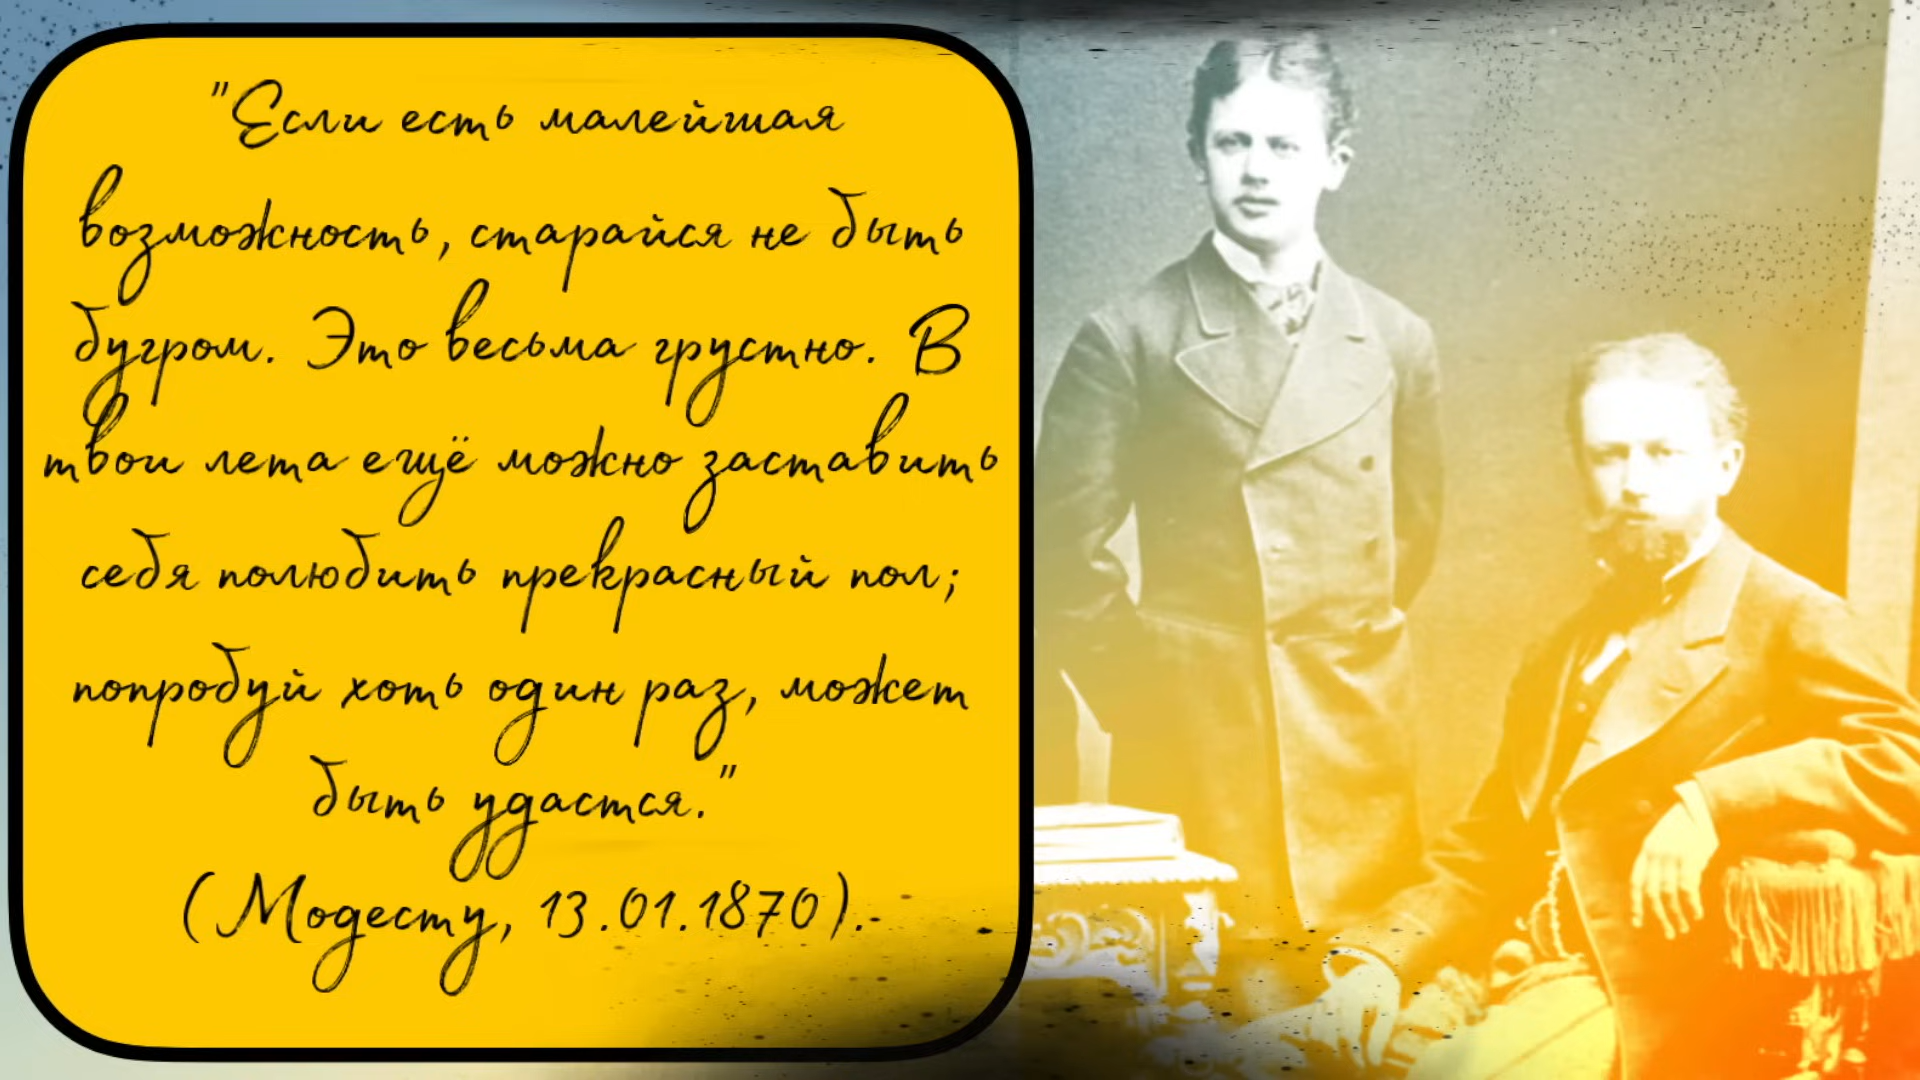 "Если есть малейшая
возможность, старайся не быть
бугром. Это весьма грустно. В
твои лета ещё можно заставить
себя полюбить прекрасный пол;
попробуй хоть один раз, может
быть удастся."
(Модесту, 13.01.1870).